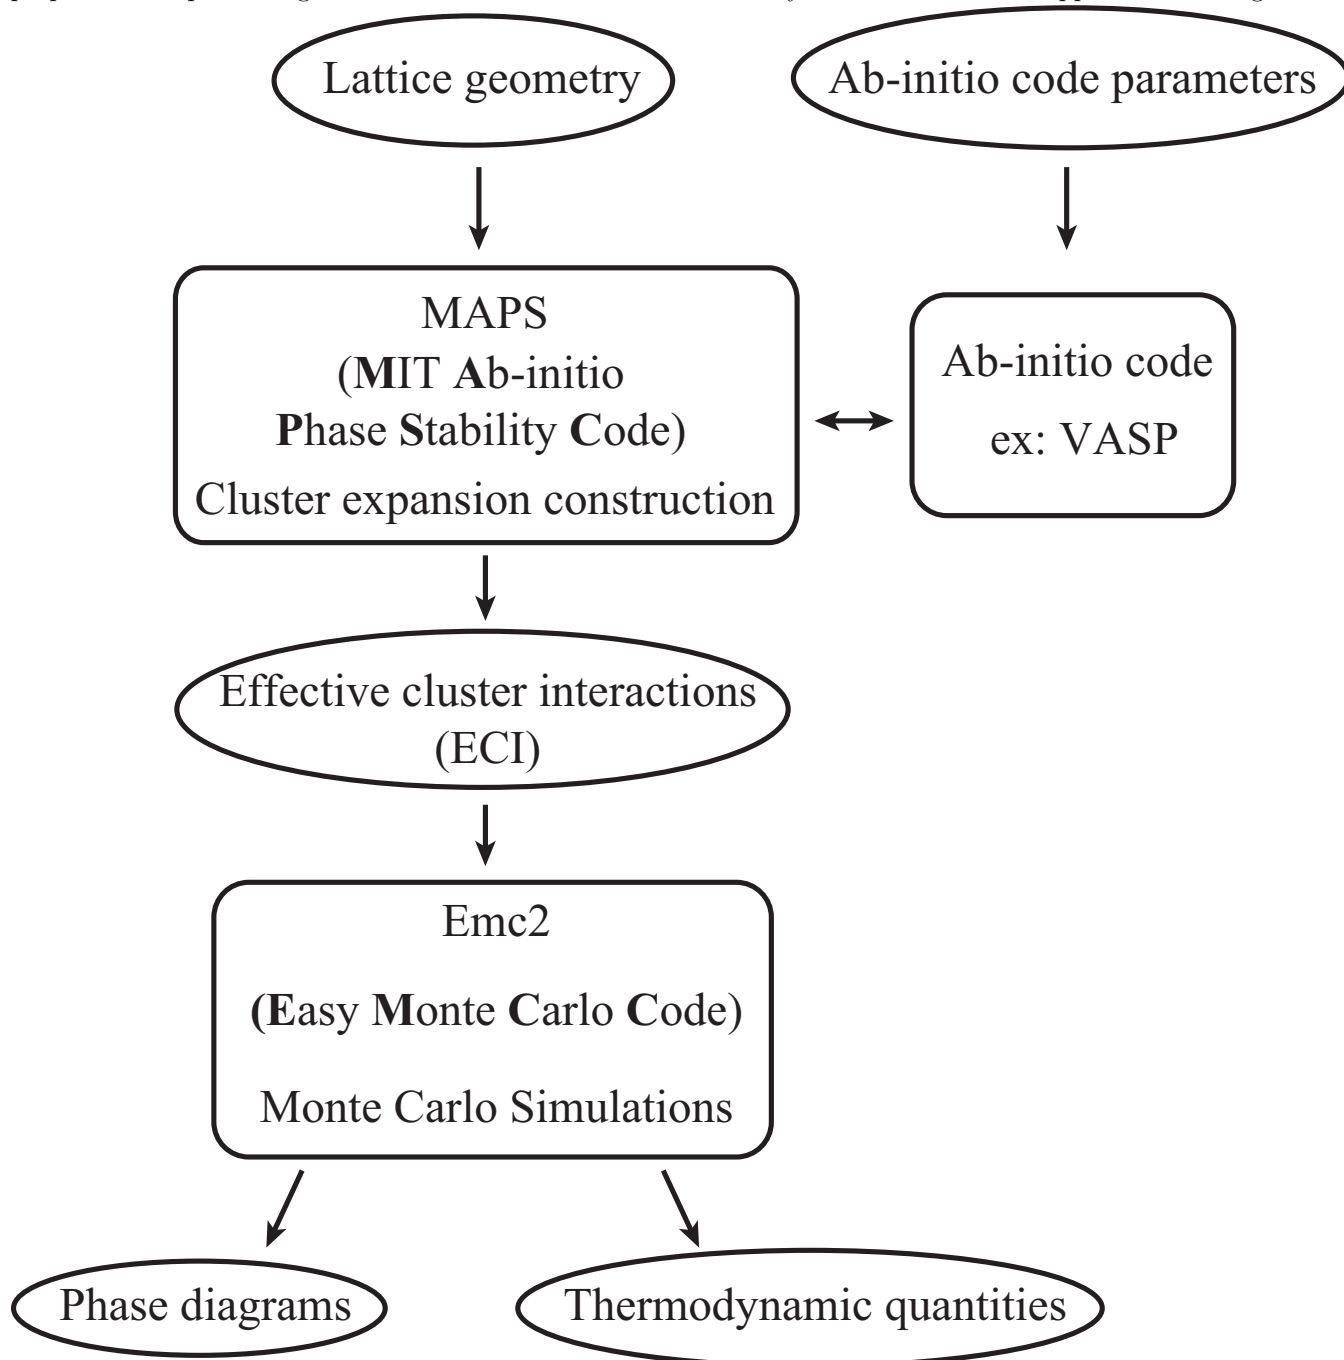 Lattice geometry
Ab-initio code parameters
MAPS
(MIT Ab-initio
Phase Stability Code)
Cluster expansion construction
Ab-initio code
ex: VASP
Effective cluster interactions
(ECI)
Emc2
(Easy Monte Carlo Code)
Monte Carlo Simulations
Phase diagrams
Thermodynamic quantities